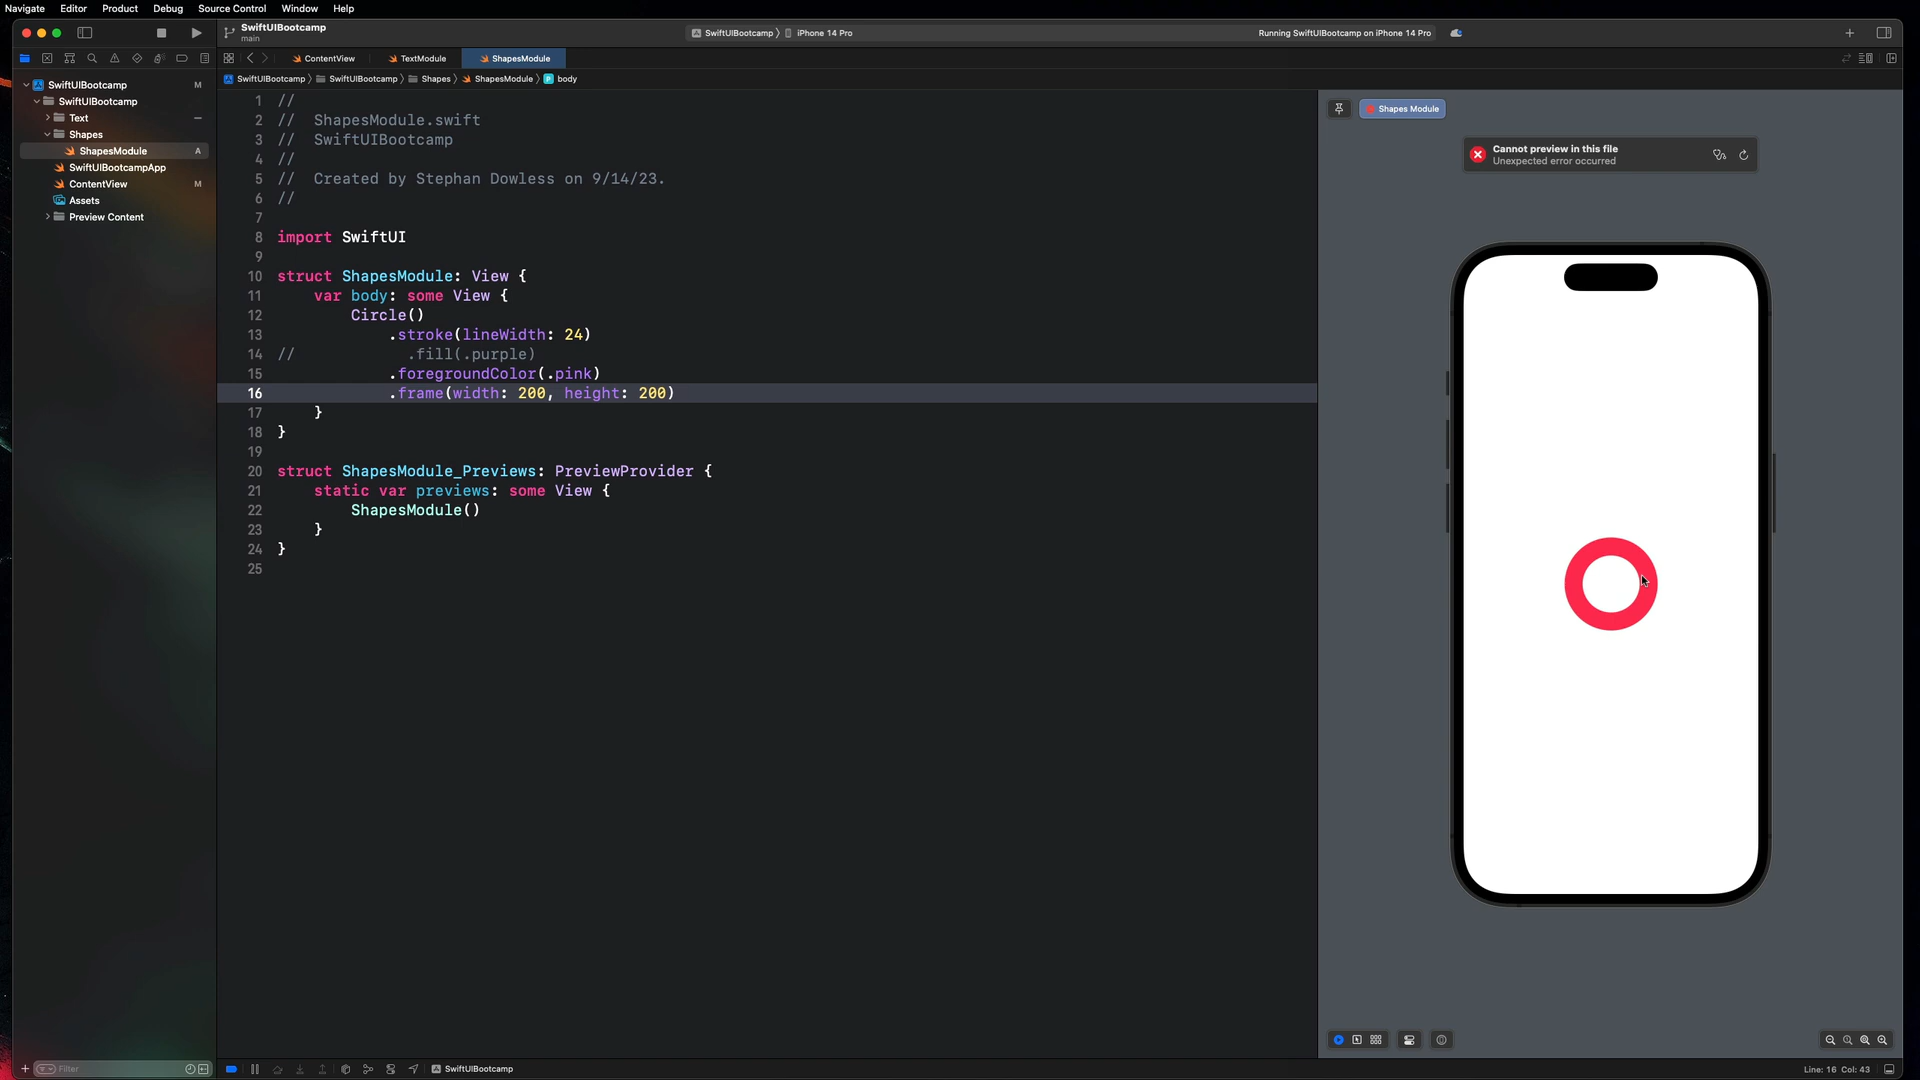 Navigate Editor Product Debug Source Control Window Help
SwiftUIBootcamp
main
SwiftUIBootcamp iPhone 14 Pro
Running SwiftUIBootcamp on iPhone 14 Pro
ContentView TextModule ShapesModule
SwiftUIBootcamp SwiftUIBootcamp Shapes ShapesModule body
SwiftUIBootcamp M
SwiftUIBootcamp
Text
Shapes
ShapesModule A
SwiftUIBootcampApp
ContentView M
Assets
Preview Content
Filter
1 //
2 //  ShapesModule.swift
3 //  SwiftUIBootcamp
4 //
5 //  Created by Stephan Dowless on 9/14/23.
6 //
7
8 import SwiftUI
9
10 struct ShapesModule: View {
11     var body: some View {
12         Circle()
13             .stroke(lineWidth: 24)
14 //            .fill(.purple)
15             .foregroundColor(.pink)
16             .frame(width: 200, height: 200)
17     }
18 }
19
20 struct ShapesModule_Previews: PreviewProvider {
21     static var previews: some View {
22         ShapesModule()
23     }
24 }
25
Shapes Module
Cannot preview in this file
Unexpected error occurred
SwiftUIBootcamp
Line: 16 Col: 43